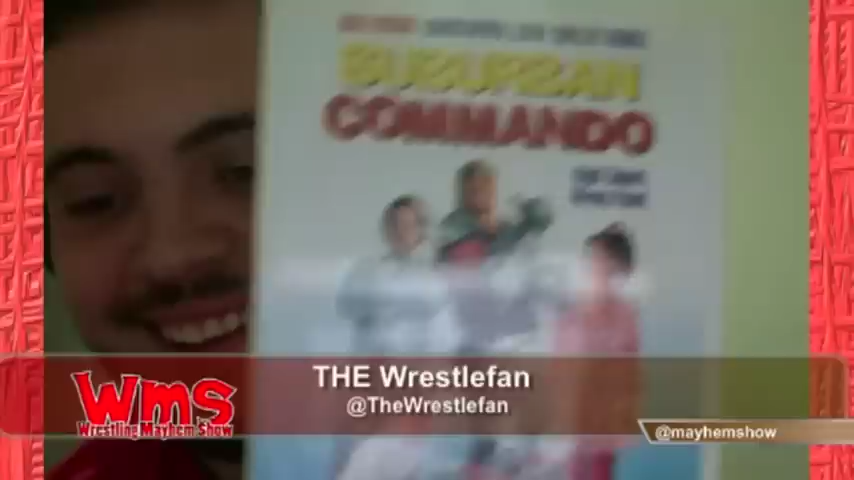 SUBURBAN
COMMANDO
THE Wrestlefan
@TheWrestlefan
wms
Wrestling Mayhem Show
@mayhemshow